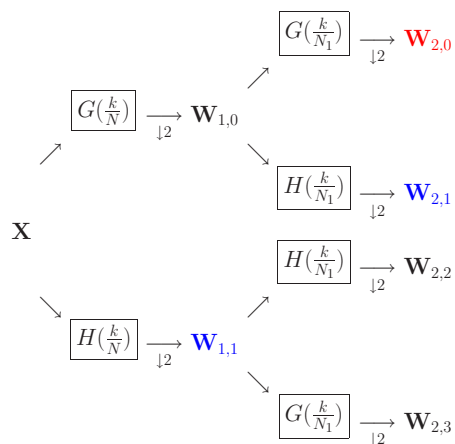 G(k/N₁) ↓2 W₂,₀
G(k/N) ↓2 W₁,₀
H(k/N₁) ↓2 W₂,₁
X
H(k/N₁) ↓2 W₂,₂
H(k/N) ↓2 W₁,₁
G(k/N₁) ↓2 W₂,₃